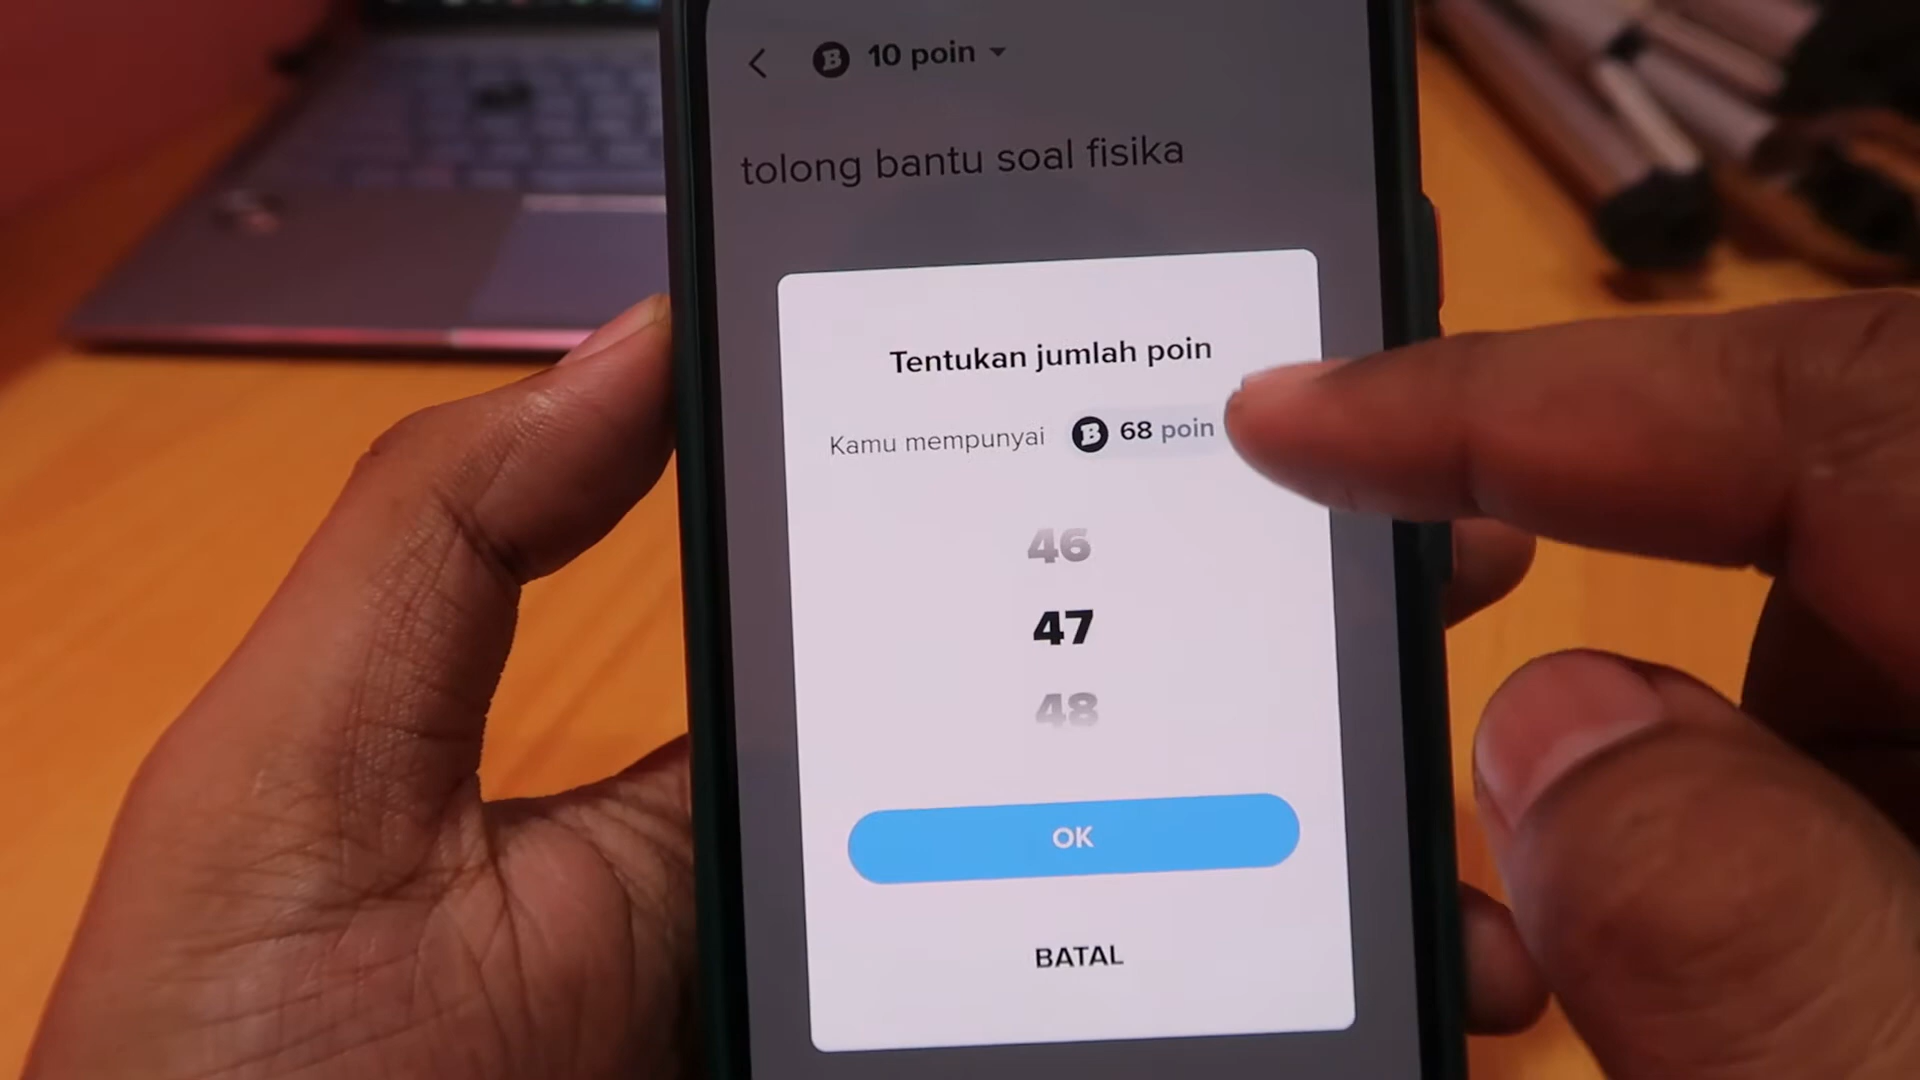 10 poin
tolong bantu soal fisika
Tentukan jumlah poin
Kamu mempunyai B 68 poin
46
47
48
OK
BATAL